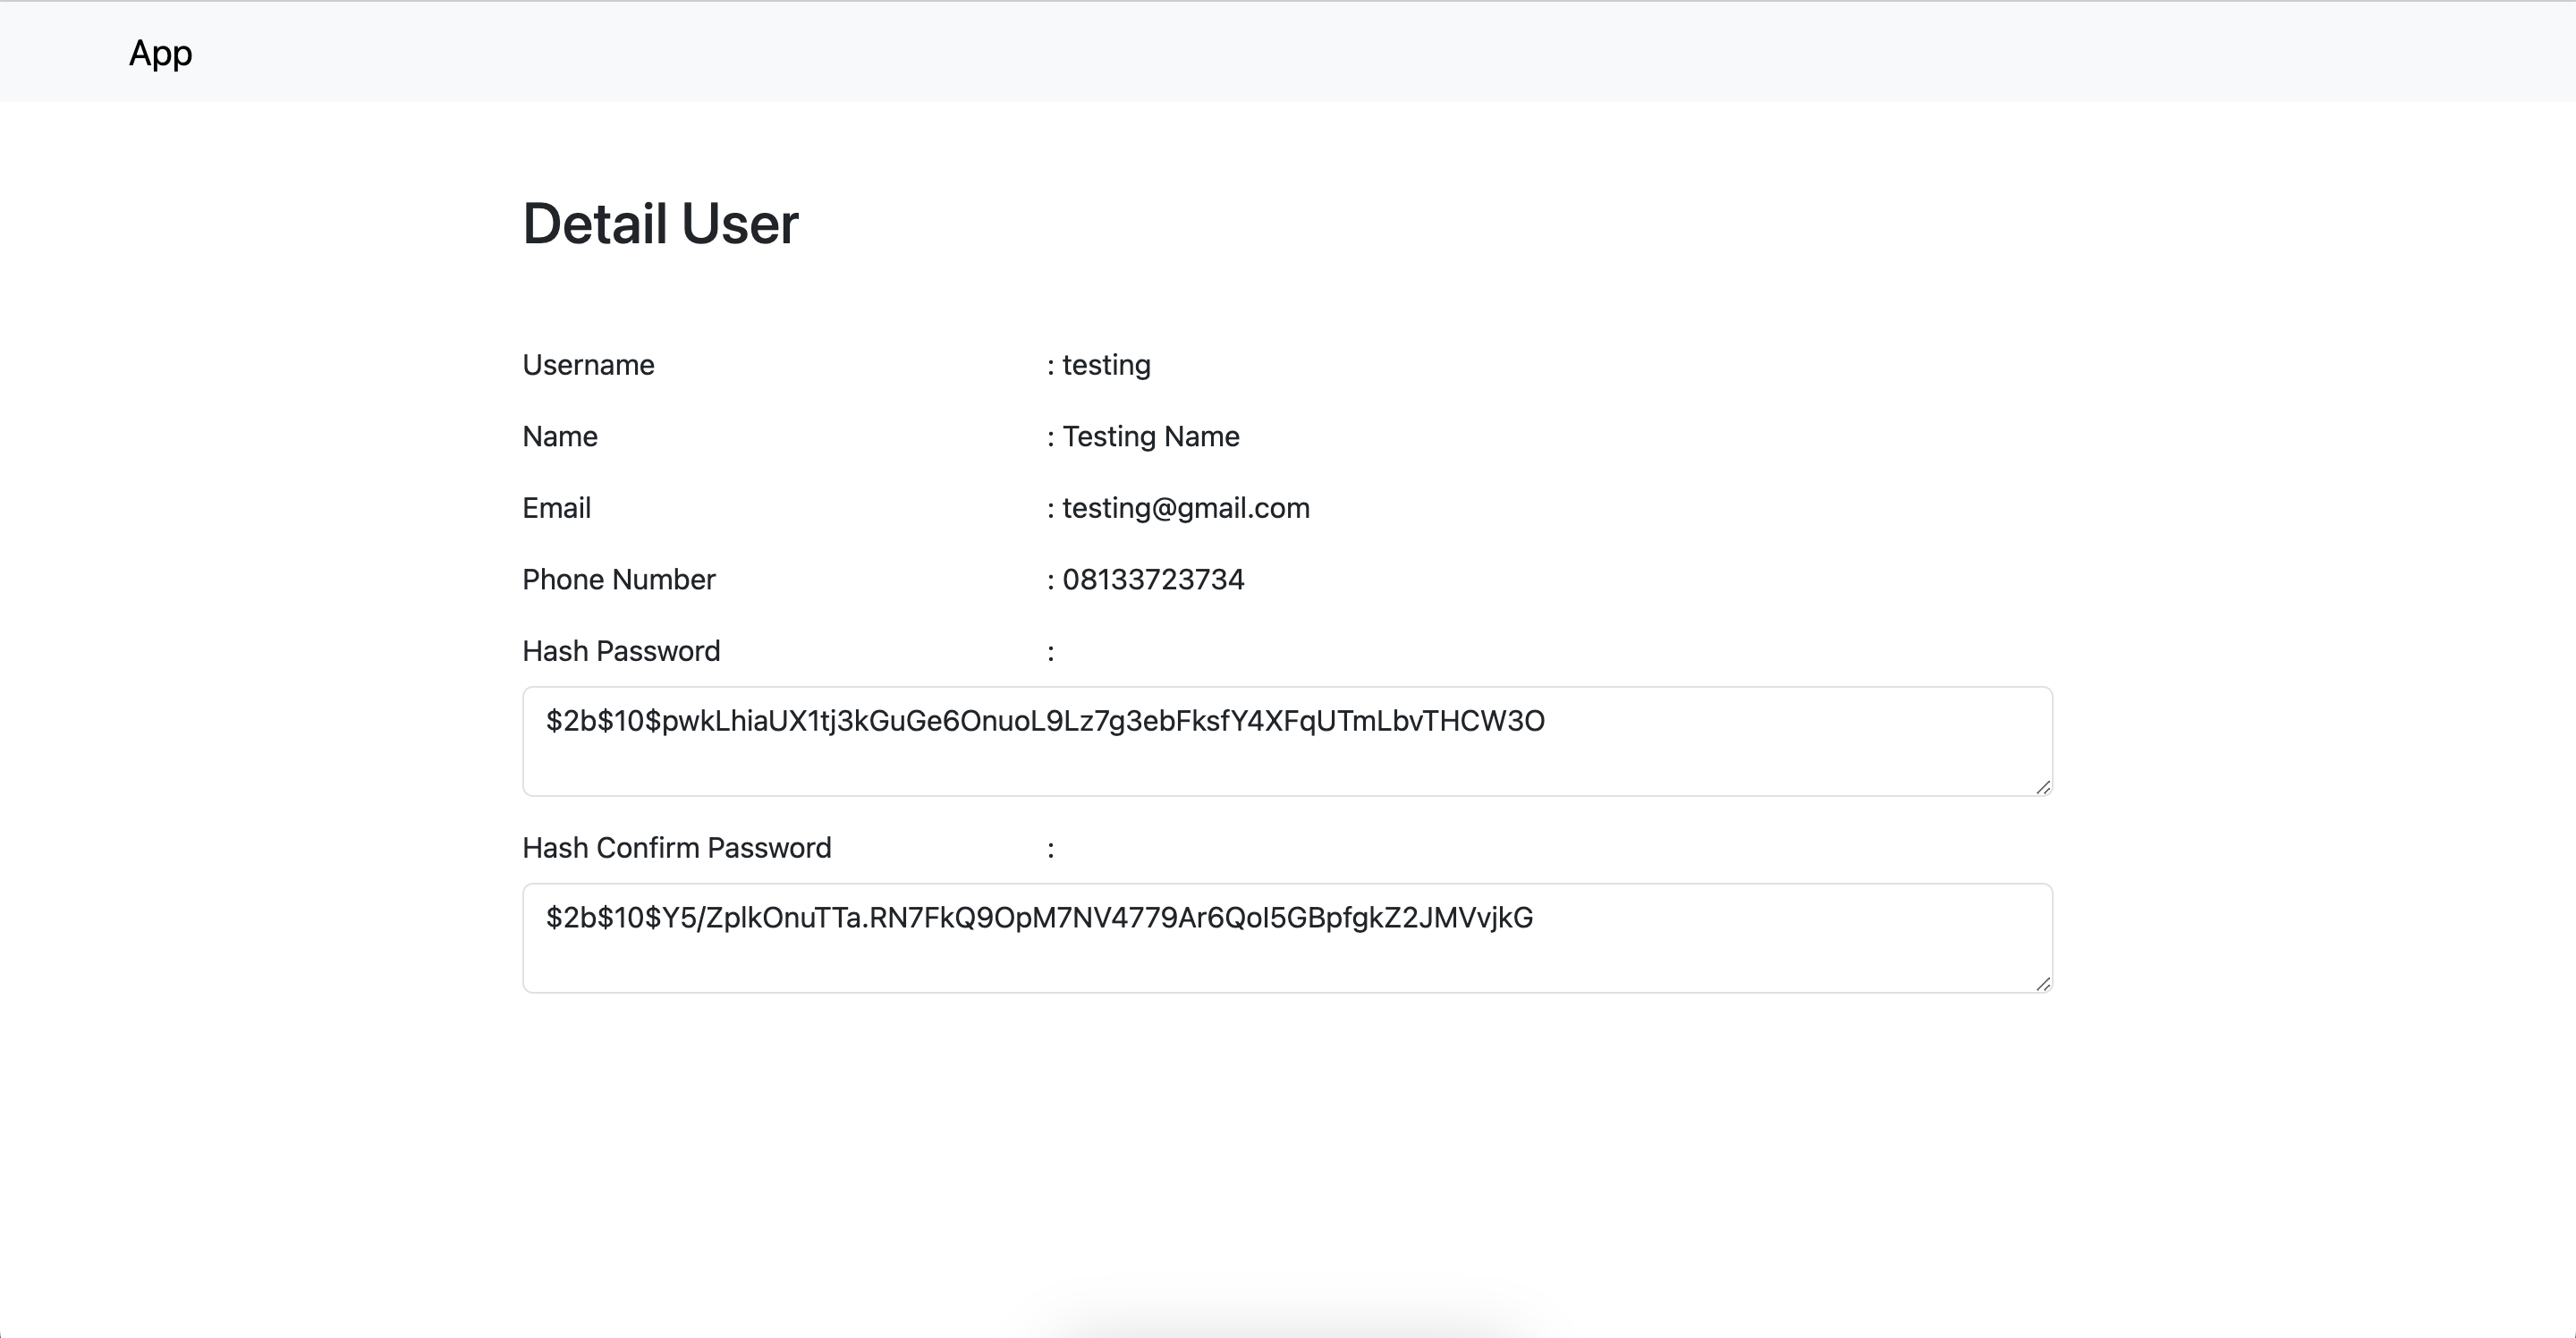 App
Detail User
Username : testing
Name : Testing Name
Email : testing@gmail.com
Phone Number : 08133723734
Hash Password :
$2b$10$pwkLhiaUX1tj3kGuGe6OnuoL9Lz7g3ebFksfY4XFqUTmLbvTHCW3O
Hash Confirm Password :
$2b$10$Y5/ZplkOnuTTa.RN7FkQ9OpM7NV4779Ar6QoI5GBpfgkZ2JMVvjkG